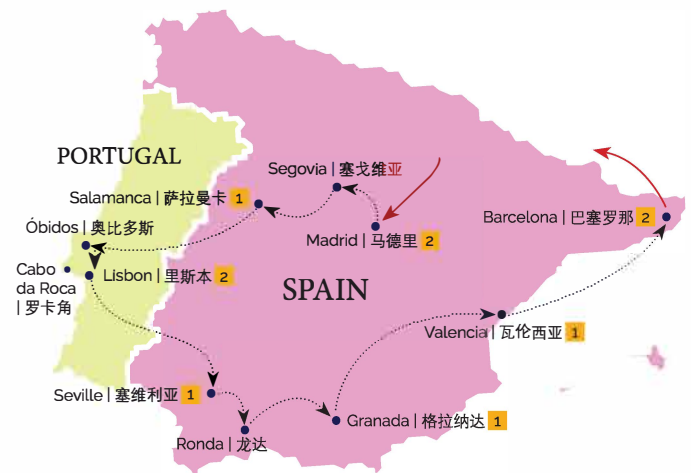 PORTUGAL
Segovia | 塞戈维亚
Salamanca | 萨拉曼卡 1
Óbidos | 奥比多斯
Madrid | 马德里 2
Barcelona | 巴塞罗那 2
Cabo
da Roca
| 罗卡角
Lisbon | 里斯本 2
SPAIN
Valencia | 瓦伦西亚 1
Seville | 塞维利亚 1
Granada | 格拉纳达 1
Ronda | 龙达